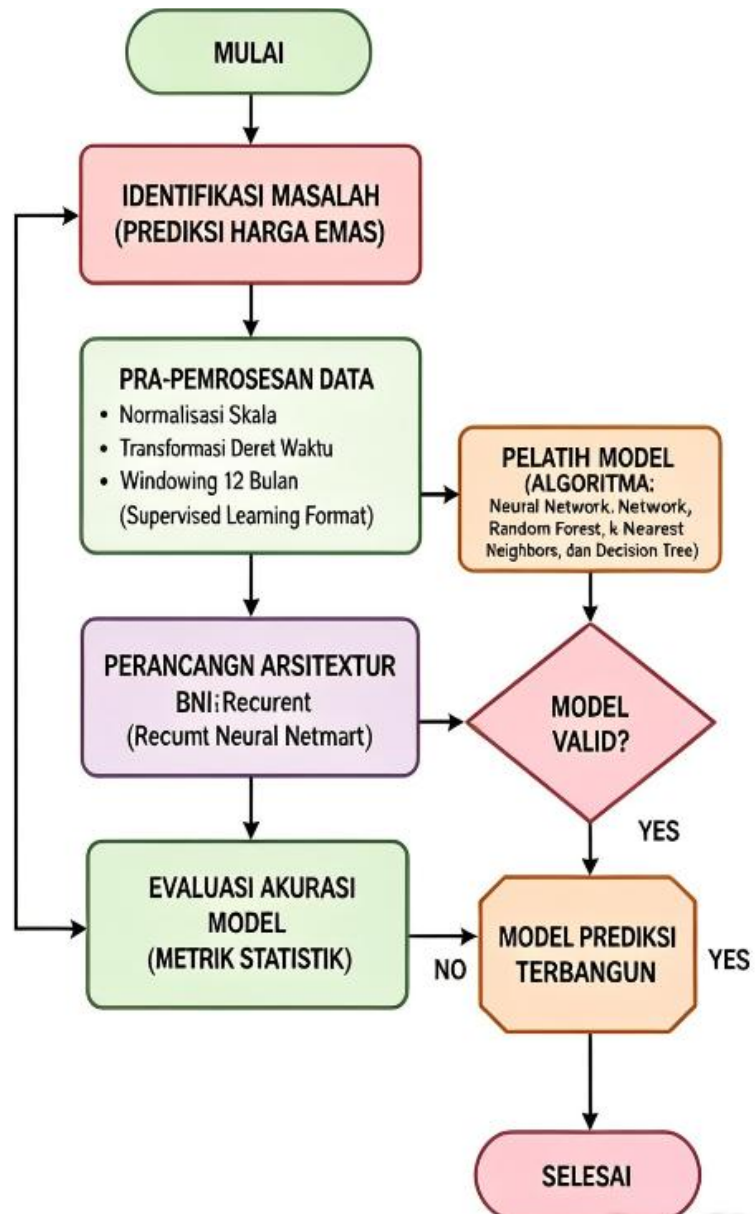 MULAI
IDENTIFIKASI MASALAH
(PREDIKSI HARGA EMAS)
PRA-PEMROSESAN DATA
• Normalisasi Skala
• Transformasi Deret Waktu
• Windowing 12 Bulan
(Supervised Learning Format)
PELATIH MODEL
(ALGORITMA:
Neural Network. Network,
Random Forest, k Nearest
Neighbors, dan Decision Tree)
PERANCANGN ARSITEXTUR
BNI:Recurent
(Recumt Neural Netmart)
MODEL
VALID?
YES
EVALUASI AKURASI
MODEL
(METRIK STATISTIK)
NO
MODEL PREDIKSI
TERBANGUN
YES
SELESAI